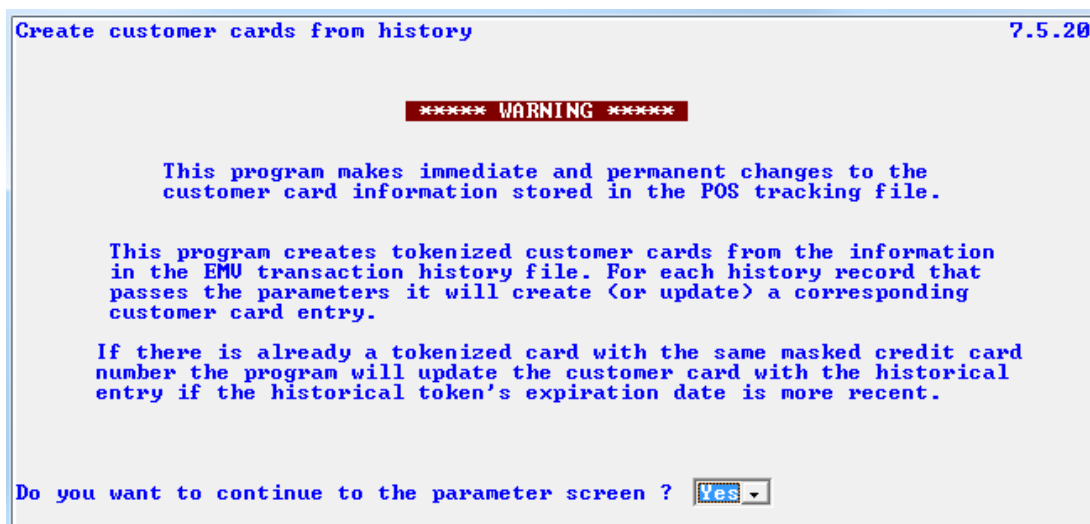 Create customer cards from history 7.5.20
***** WARNING *****
This program makes immediate and permanent changes to the
customer card information stored in the POS tracking file.
This program creates tokenized customer cards from the information
in the EMV transaction history file. For each history record that
passes the parameters it will create (or update) a corresponding
customer card entry.
If there is already a tokenized card with the same masked credit card
number the program will update the customer card with the historical
entry if the historical token's expiration date is more recent.
Do you want to continue to the parameter screen ? Yes